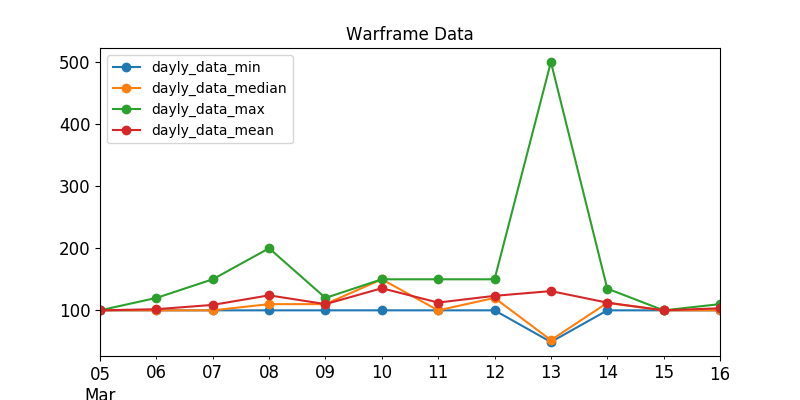 Warframe Data
dayly_data_min
dayly_data_median
dayly_data_max
dayly_data_mean
500
400
300
200
100
05 06 07 08 09 10 11 12 13 14 15 16
Mar